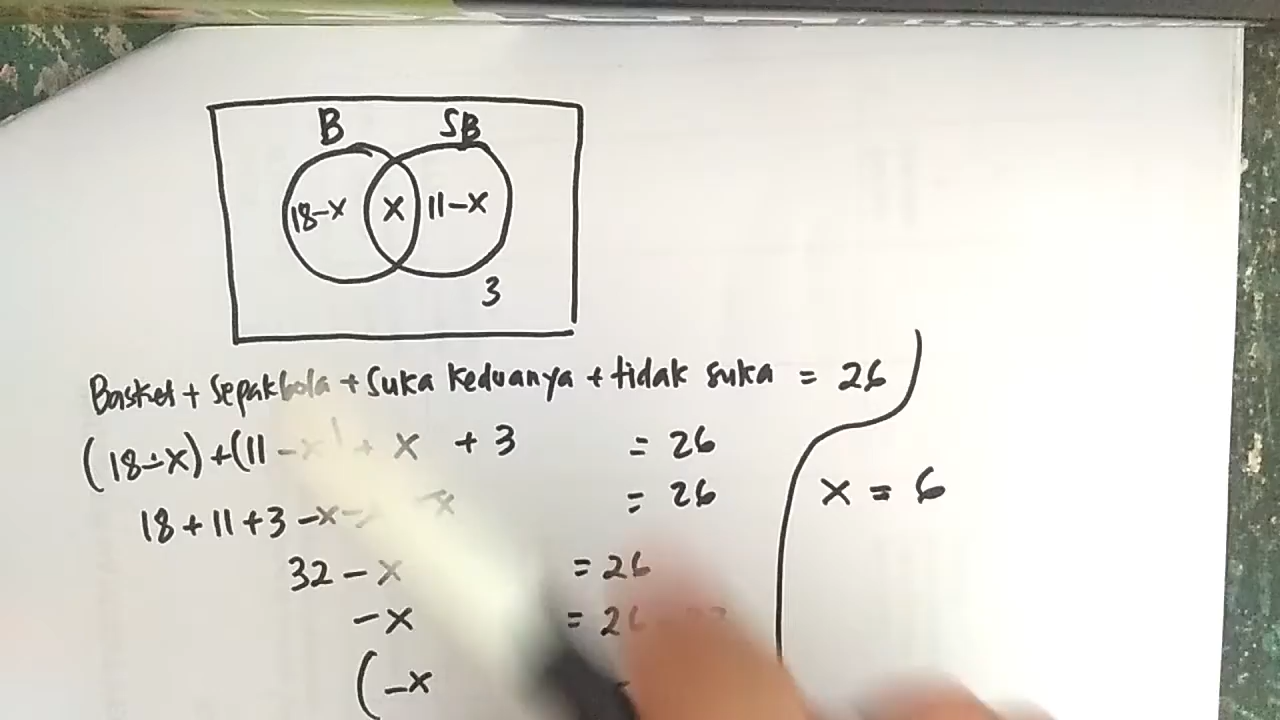 B SB
18-x x 11-x
3
Basket + Sepakbola + Suka Keduanya + tidak suka = 26
(18-x) + (11-x) + x + 3 = 26
18 + 11 + 3 -x = 26
32 - x = 26
-x = 26
(-x
x = 6